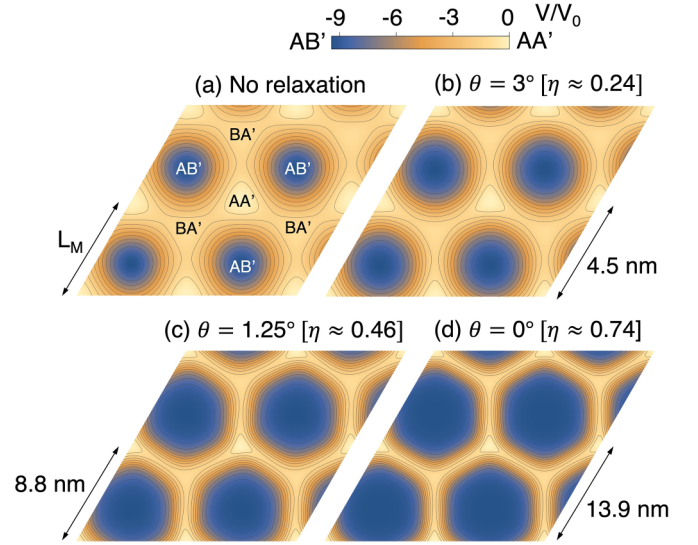 -9 -6 -3 0 V/V₀
AB' AA'
(a) No relaxation
(b) θ = 3° [η ≈ 0.24]
BA'
AB' AB'
AA'
BA' BA'
L_M
AB'
4.5 nm
(c) θ = 1.25° [η ≈ 0.46]
(d) θ = 0° [η ≈ 0.74]
8.8 nm
13.9 nm